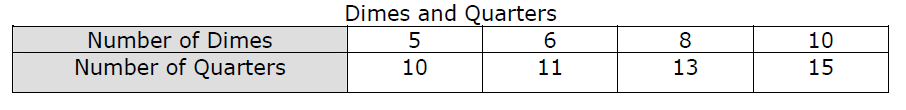 Dimes and Quarters
Number of Dimes 5 6 8 10
Number of Quarters 10 11 13 15